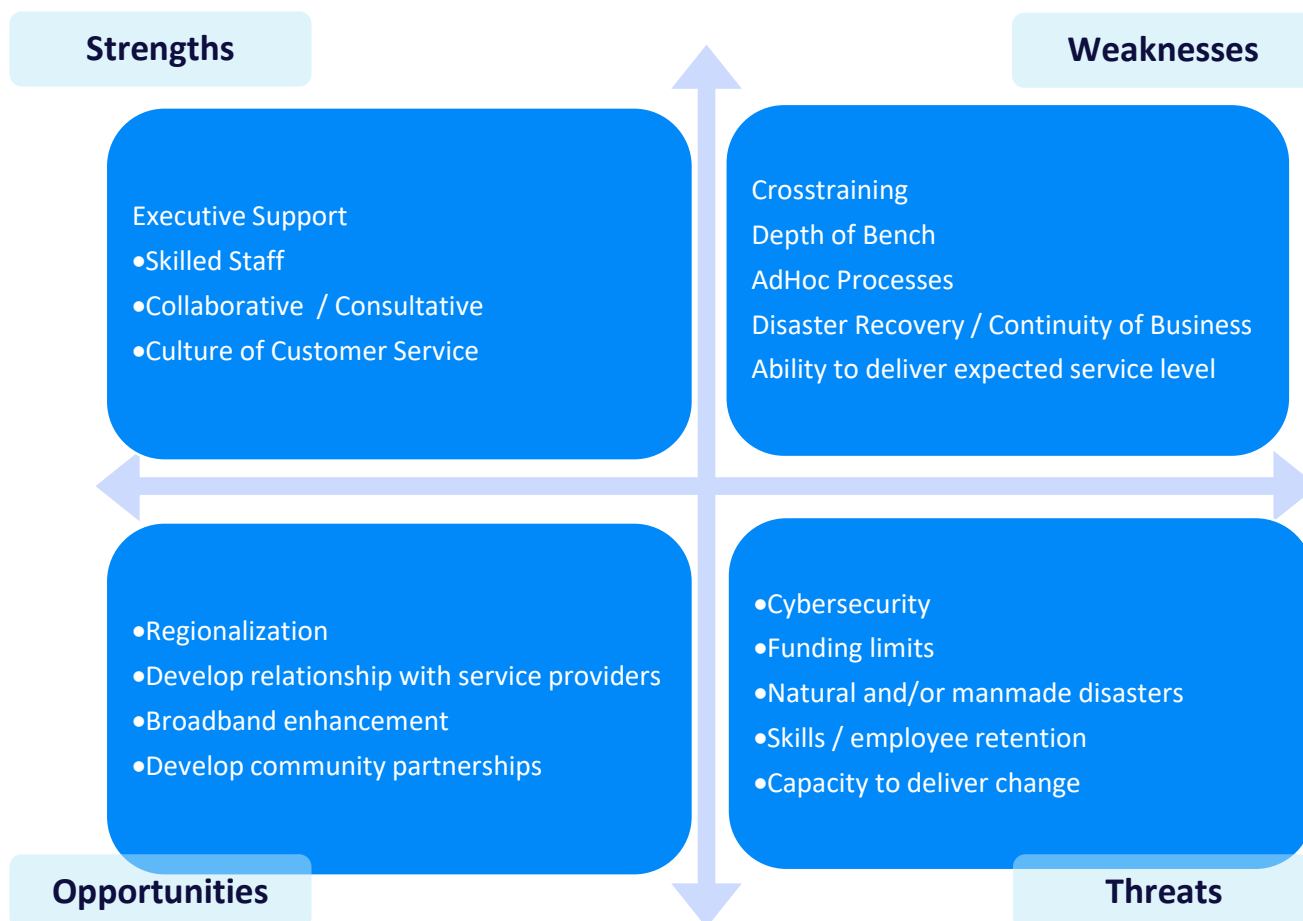 Strengths
Weaknesses
Executive Support
•Skilled Staff
•Collaborative / Consultative
•Culture of Customer Service
Crosstraining
Depth of Bench
AdHoc Processes
Disaster Recovery / Continuity of Business
Ability to deliver expected service level
•Regionalization
•Develop relationship with service providers
•Broadband enhancement
•Develop community partnerships
•Cybersecurity
•Funding limits
•Natural and/or manmade disasters
•Skills / employee retention
•Capacity to deliver change
Opportunities
Threats